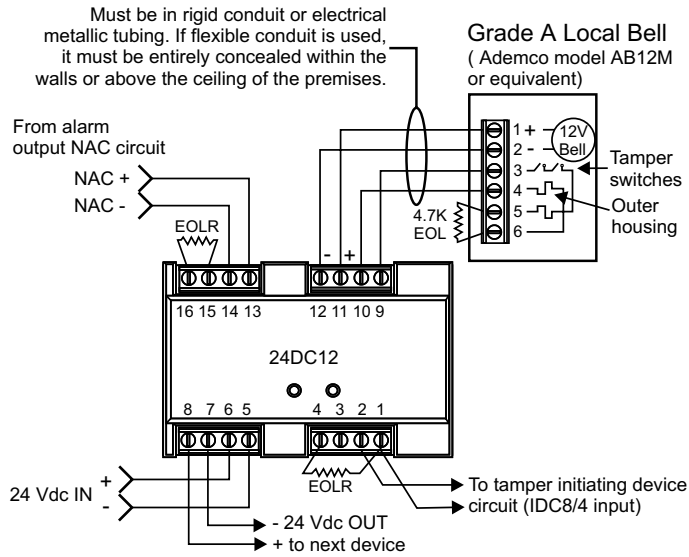 Must be in rigid conduit or electrical
metallic tubing. If flexible conduit is used,
it must be entirely concealed within the
walls or above the ceiling of the premises.
Grade A Local Bell
( Ademco model AB12M
or equivalent)
1 +
2 -
3
4
5
6
12V
Bell
Tamper
switches
Outer
housing
4.7K
EOL
From alarm
output NAC circuit
NAC +
NAC -
EOLR
- +
16 15 14 13
12 11 10 9
24DC12
8 7 6 5
4 3 2 1
EOLR
24 Vdc IN
+
-
To tamper initiating device
circuit (IDC8/4 input)
- 24 Vdc OUT
+ to next device